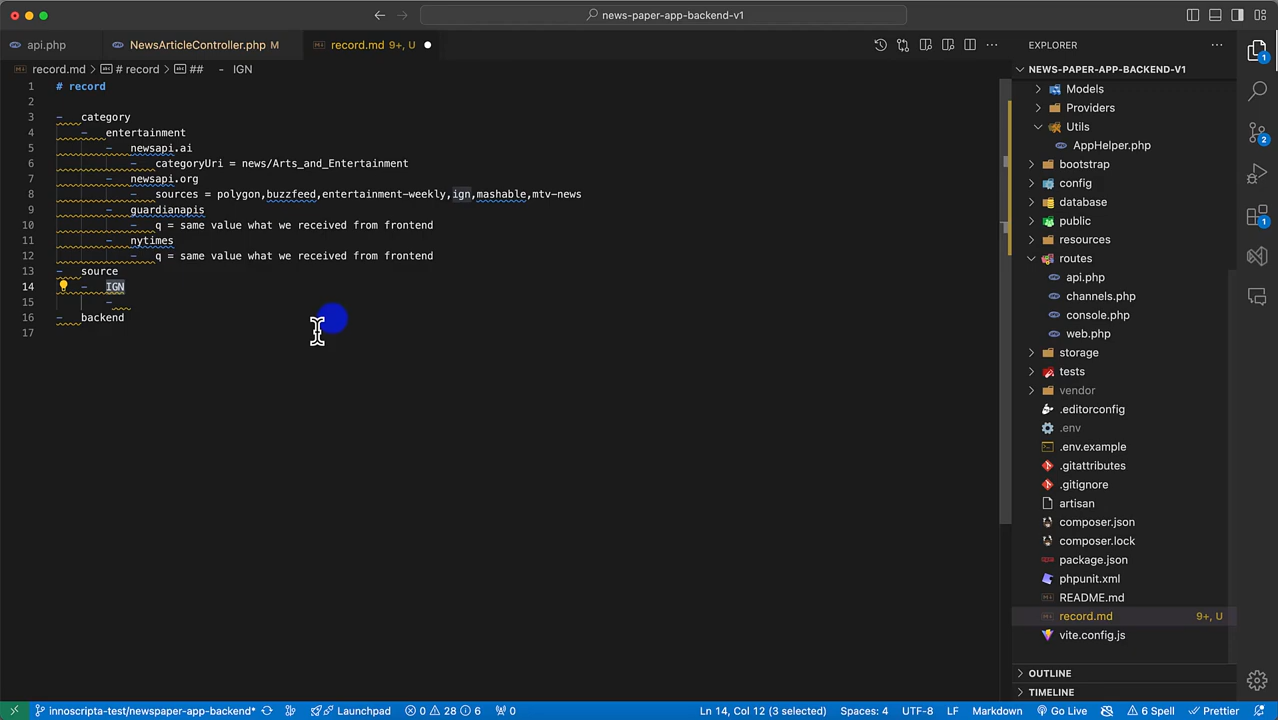 news-paper-app-backend-v1
api.php
NewsArticleController.php M
record.md 9+, U
record.md > # record > ## - IGN
1 # record
2
3 - category
4 - entertainment
5 - newsapi.ai
6 - categoryUri = news/Arts_and_Entertainment
7 - newsapi.org
8 - sources = polygon,buzzfeed,entertainment-weekly,ign,mashable,mtv-news
9 - guardianapis
10 - q = same value what we received from frontend
11 - nytimes
12 - q = same value what we received from frontend
13 - source
14 - IGN
15 -
16 - backend
17
EXPLORER
NEWS-PAPER-APP-BACKEND-V1
Models
Providers
Utils
AppHelper.php
bootstrap
config
database
public
resources
routes
api.php
channels.php
console.php
web.php
storage
tests
vendor
.editorconfig
.env
.env.example
.gitattributes
.gitignore
artisan
composer.json
composer.lock
package.json
phpunit.xml
README.md
record.md 9+, U
vite.config.js
OUTLINE
TIMELINE
1
2
1
innoscripta-test/newspaper-app-backend* Launchpad 0 28 6 0 Ln 14, Col 12 (3 selected) Spaces: 4 UTF-8 LF Markdown Go Live 6 Spell Prettier